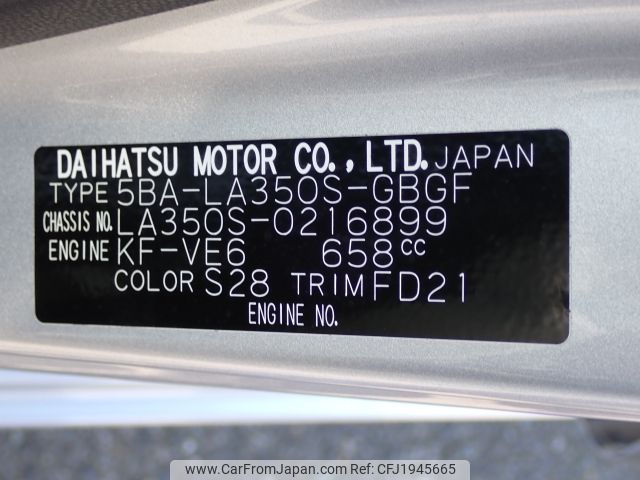 DAIHATSU MOTOR CO., LTD. JAPAN
TYPE 5BA-LA350S-GBGF
CHASSIS NO. LA350S-0216899
ENGINE KF-VE6 658cc
COLOR S28 TRIM FD21
ENGINE NO.
www.CarFromJapan.com for Ref. CFJ1945665